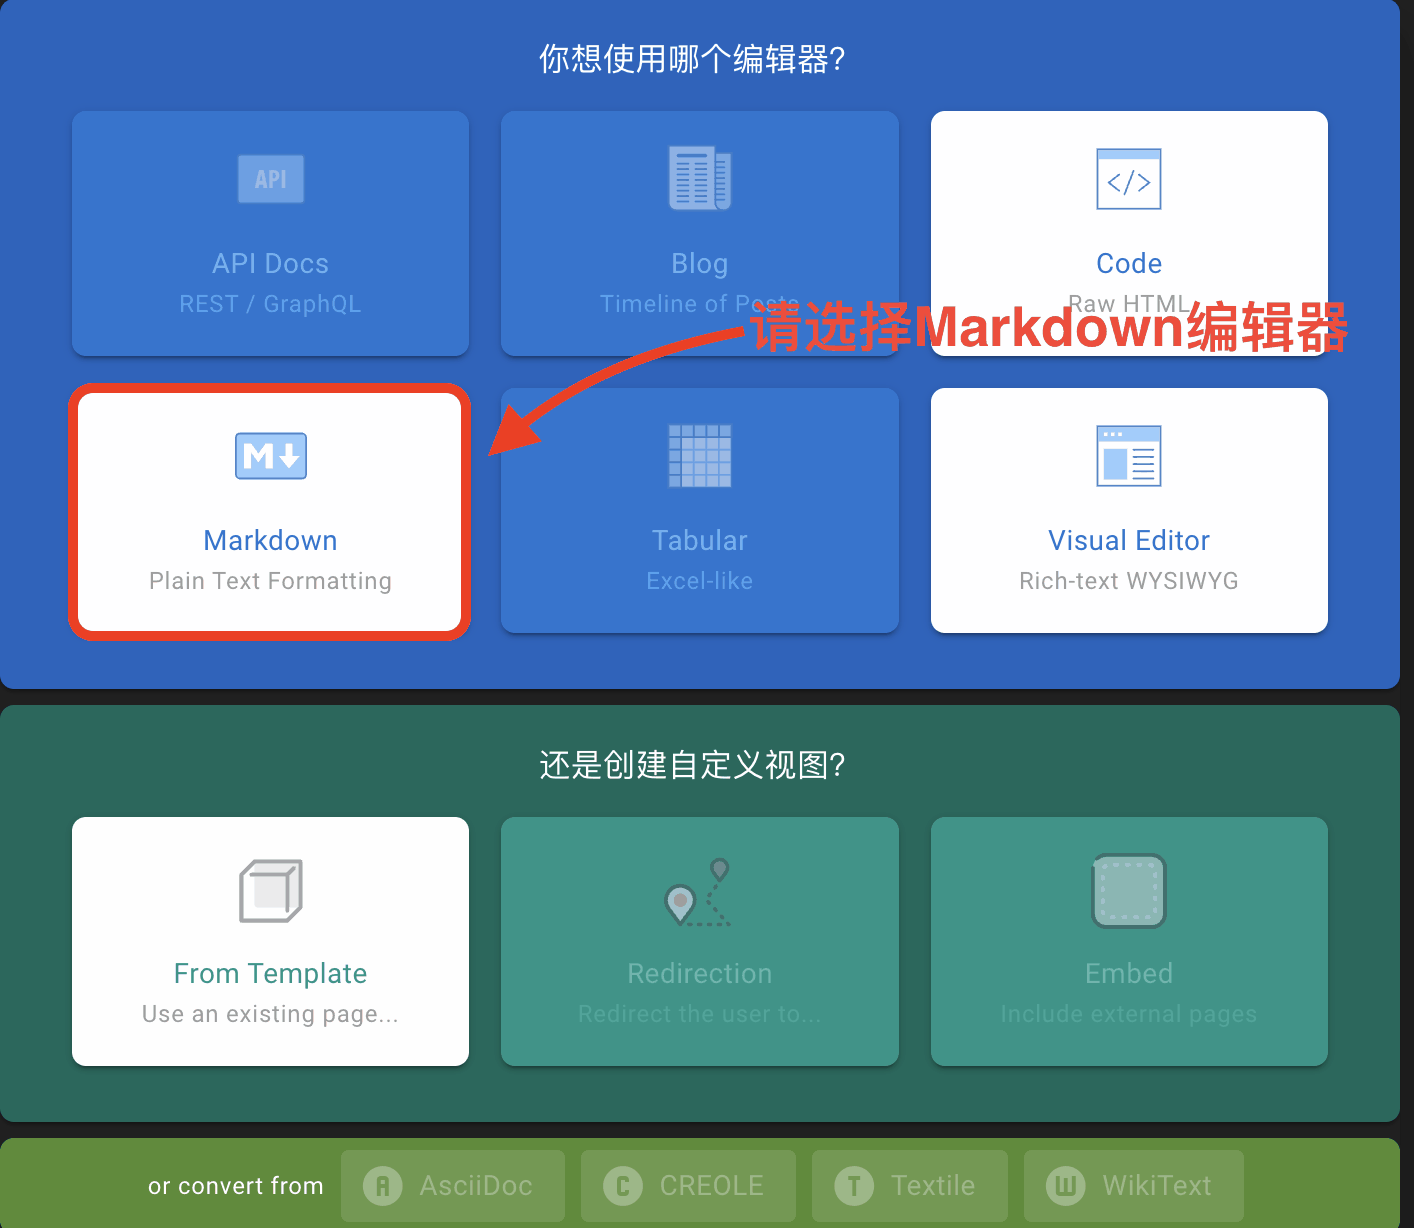 你想使用哪个编辑器?
API
API Docs
REST / GraphQL
Blog
Timeline of Posts
</>
Code
Raw HTML
请选择Markdown编辑器
M
Markdown
Plain Text Formatting
Tabular
Excel-like
Visual Editor
Rich-text WYSIWYG
还是创建自定义视图?
From Template
Use an existing page...
Redirection
Redirect the user to...
Embed
Include external pages
or convert from
A AsciiDoc
C CREOLE
T Textile
W WikiText